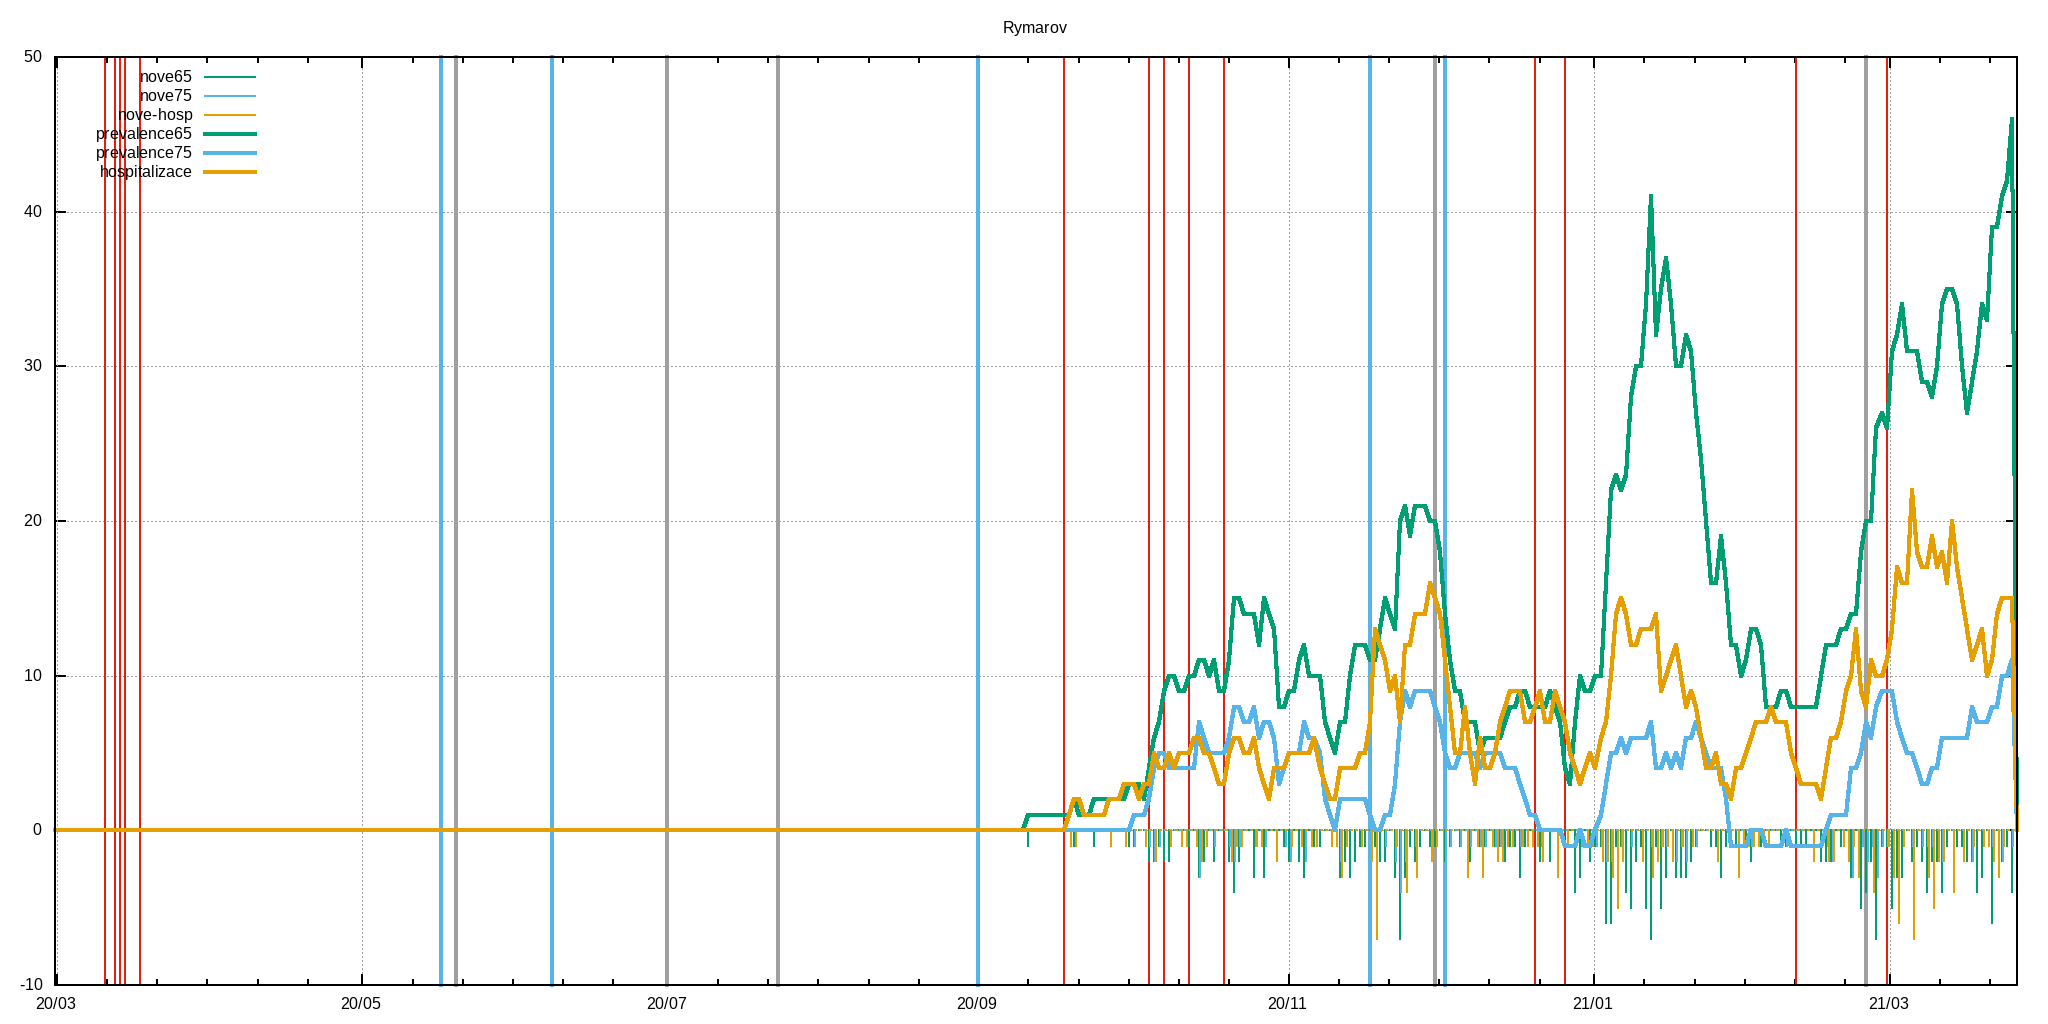 Rymarov
50
nove65
nove75
nove-hosp
prevalence65
prevalence75
hospitalizace
40
30
20
10
0
-10
20/03 20/05 20/07 20/09 20/11 21/01 21/03